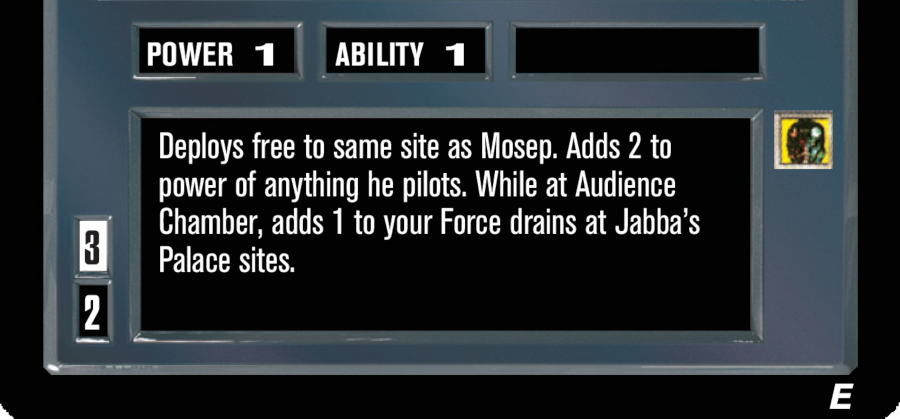 POWER 1 ABILITY 1
Deploys free to same site as Mosep. Adds 2 to
power of anything he pilots. While at Audience
Chamber, adds 1 to your Force drains at Jabba's
Palace sites.
3
2
E